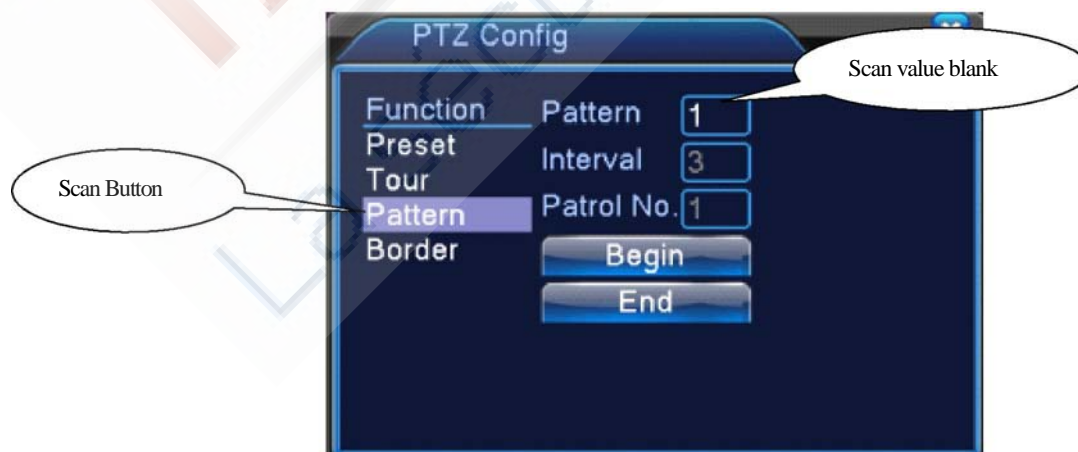 PTZ Config
Scan value blank
Function
Pattern 1
Preset
Interval 3
Tour
Scan Button
Pattern
Patrol No. 1
Border
Begin
End